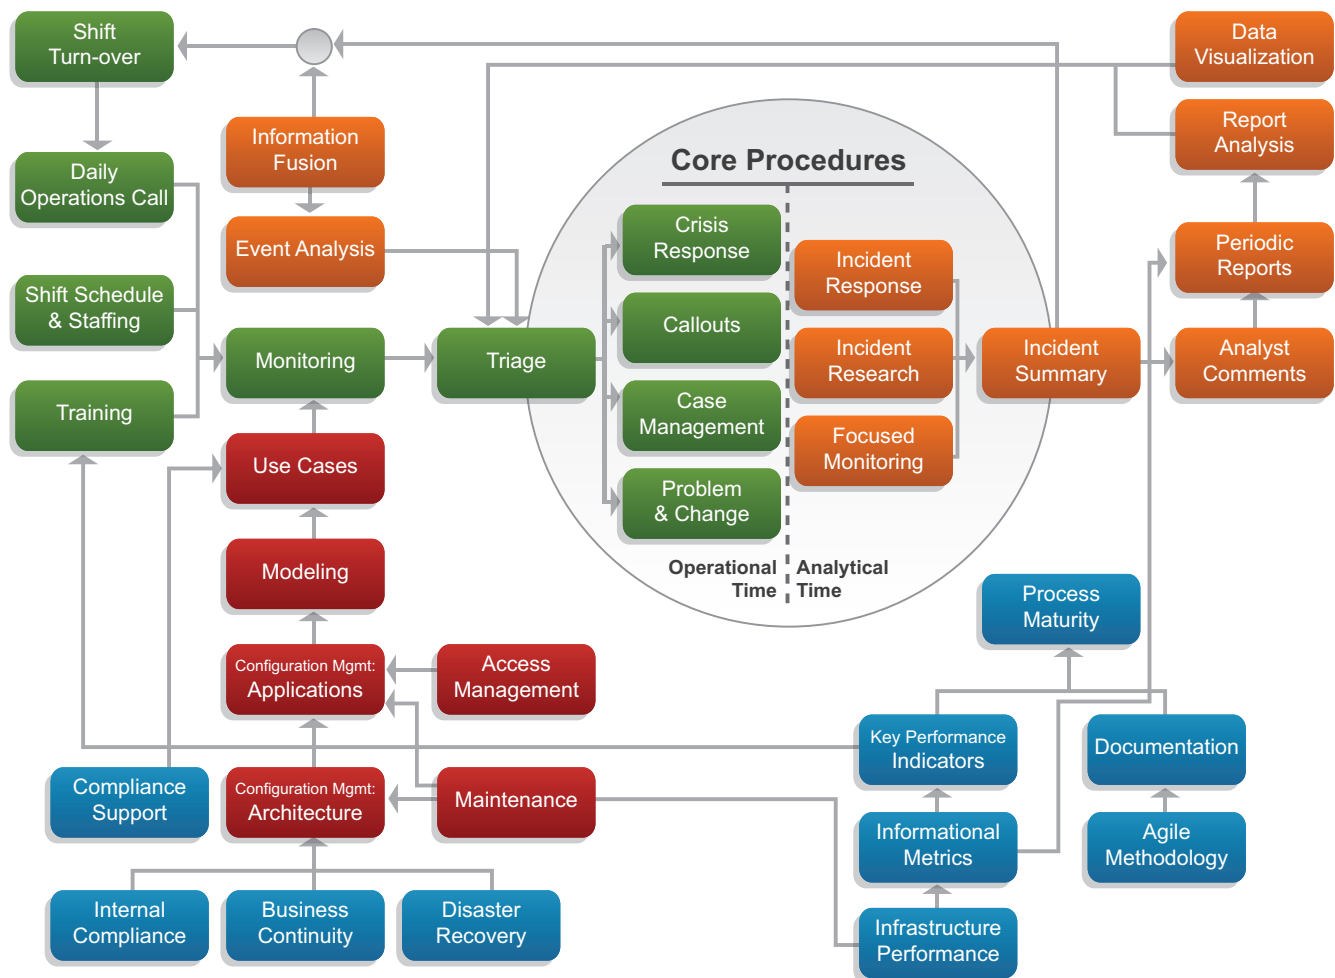 Shift
Turn-over
Data
Visualization
Information
Fusion
Report
Analysis
Core Procedures
Daily
Operations Call
Event Analysis
Crisis
Response
Incident
Response
Periodic
Reports
Shift Schedule
& Staffing
Callouts
Monitoring
Triage
Incident
Research
Incident
Summary
Analyst
Comments
Training
Case
Management
Focused
Monitoring
Use Cases
Problem
& Change
Modeling
Operational
Time
Analytical
Time
Process
Maturity
Configuration Mgmt:
Applications
Access
Management
Key Performance
Indicators
Documentation
Compliance
Support
Configuration Mgmt:
Architecture
Maintenance
Informational
Metrics
Agile
Methodology
Internal
Compliance
Business
Continuity
Disaster
Recovery
Infrastructure
Performance